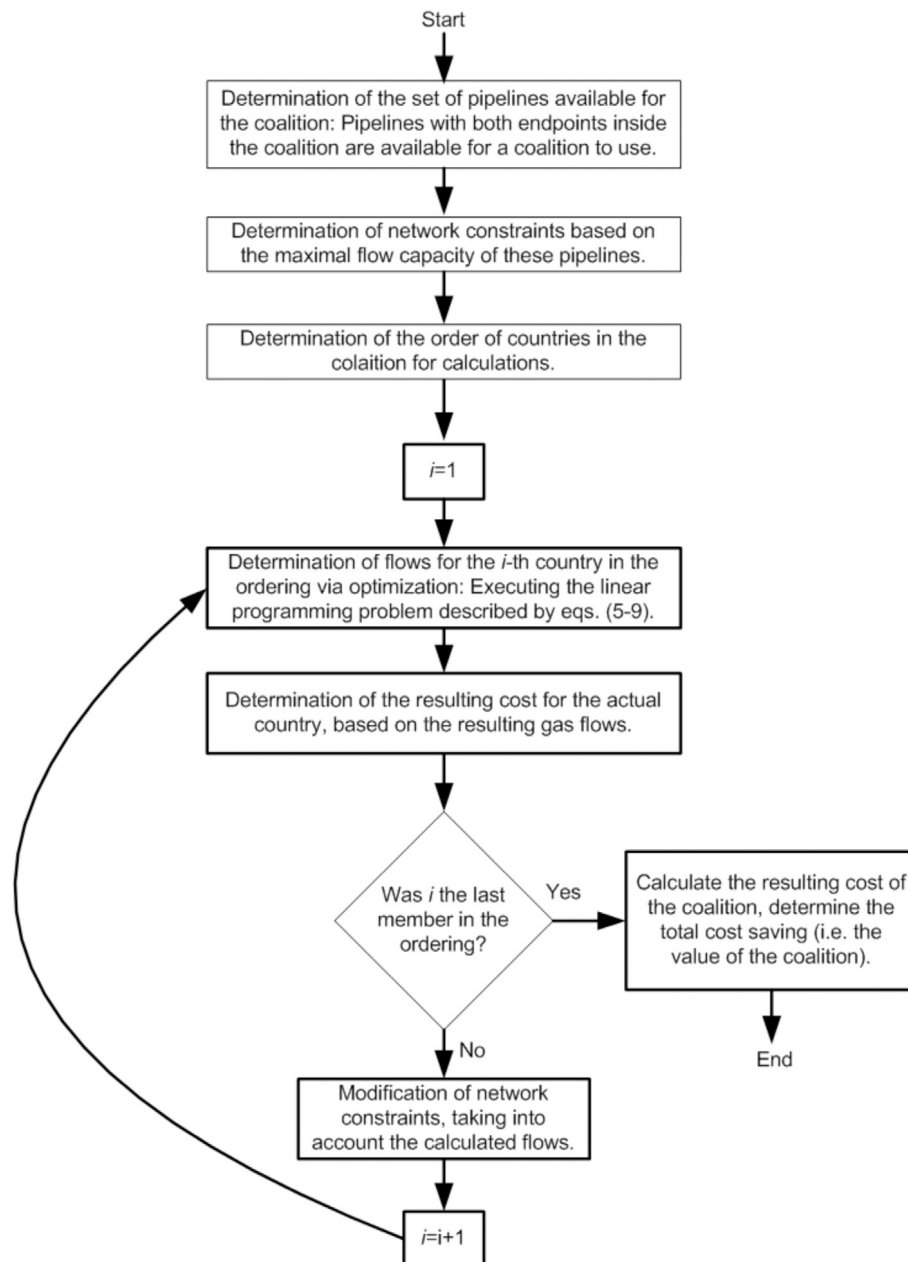 Start
Determination of the set of pipelines available for
the coalition: Pipelines with both endpoints inside
the coalition are available for a coalition to use.
Determination of network constraints based on
the maximal flow capacity of these pipelines.
Determination of the order of countries in the
colaition for calculations.
i=1
Determination of flows for the i-th country in the
ordering via optimization: Executing the linear
programming problem described by eqs. (5-9).
Determination of the resulting cost for the actual
country, based on the resulting gas flows.
Was i the last
member in the
ordering?
Yes
Calculate the resulting cost of
the coalition, determine the
total cost saving (i.e. the
value of the coalition).
End
No
Modification of network
constraints, taking into
account the calculated flows.
i=i+1